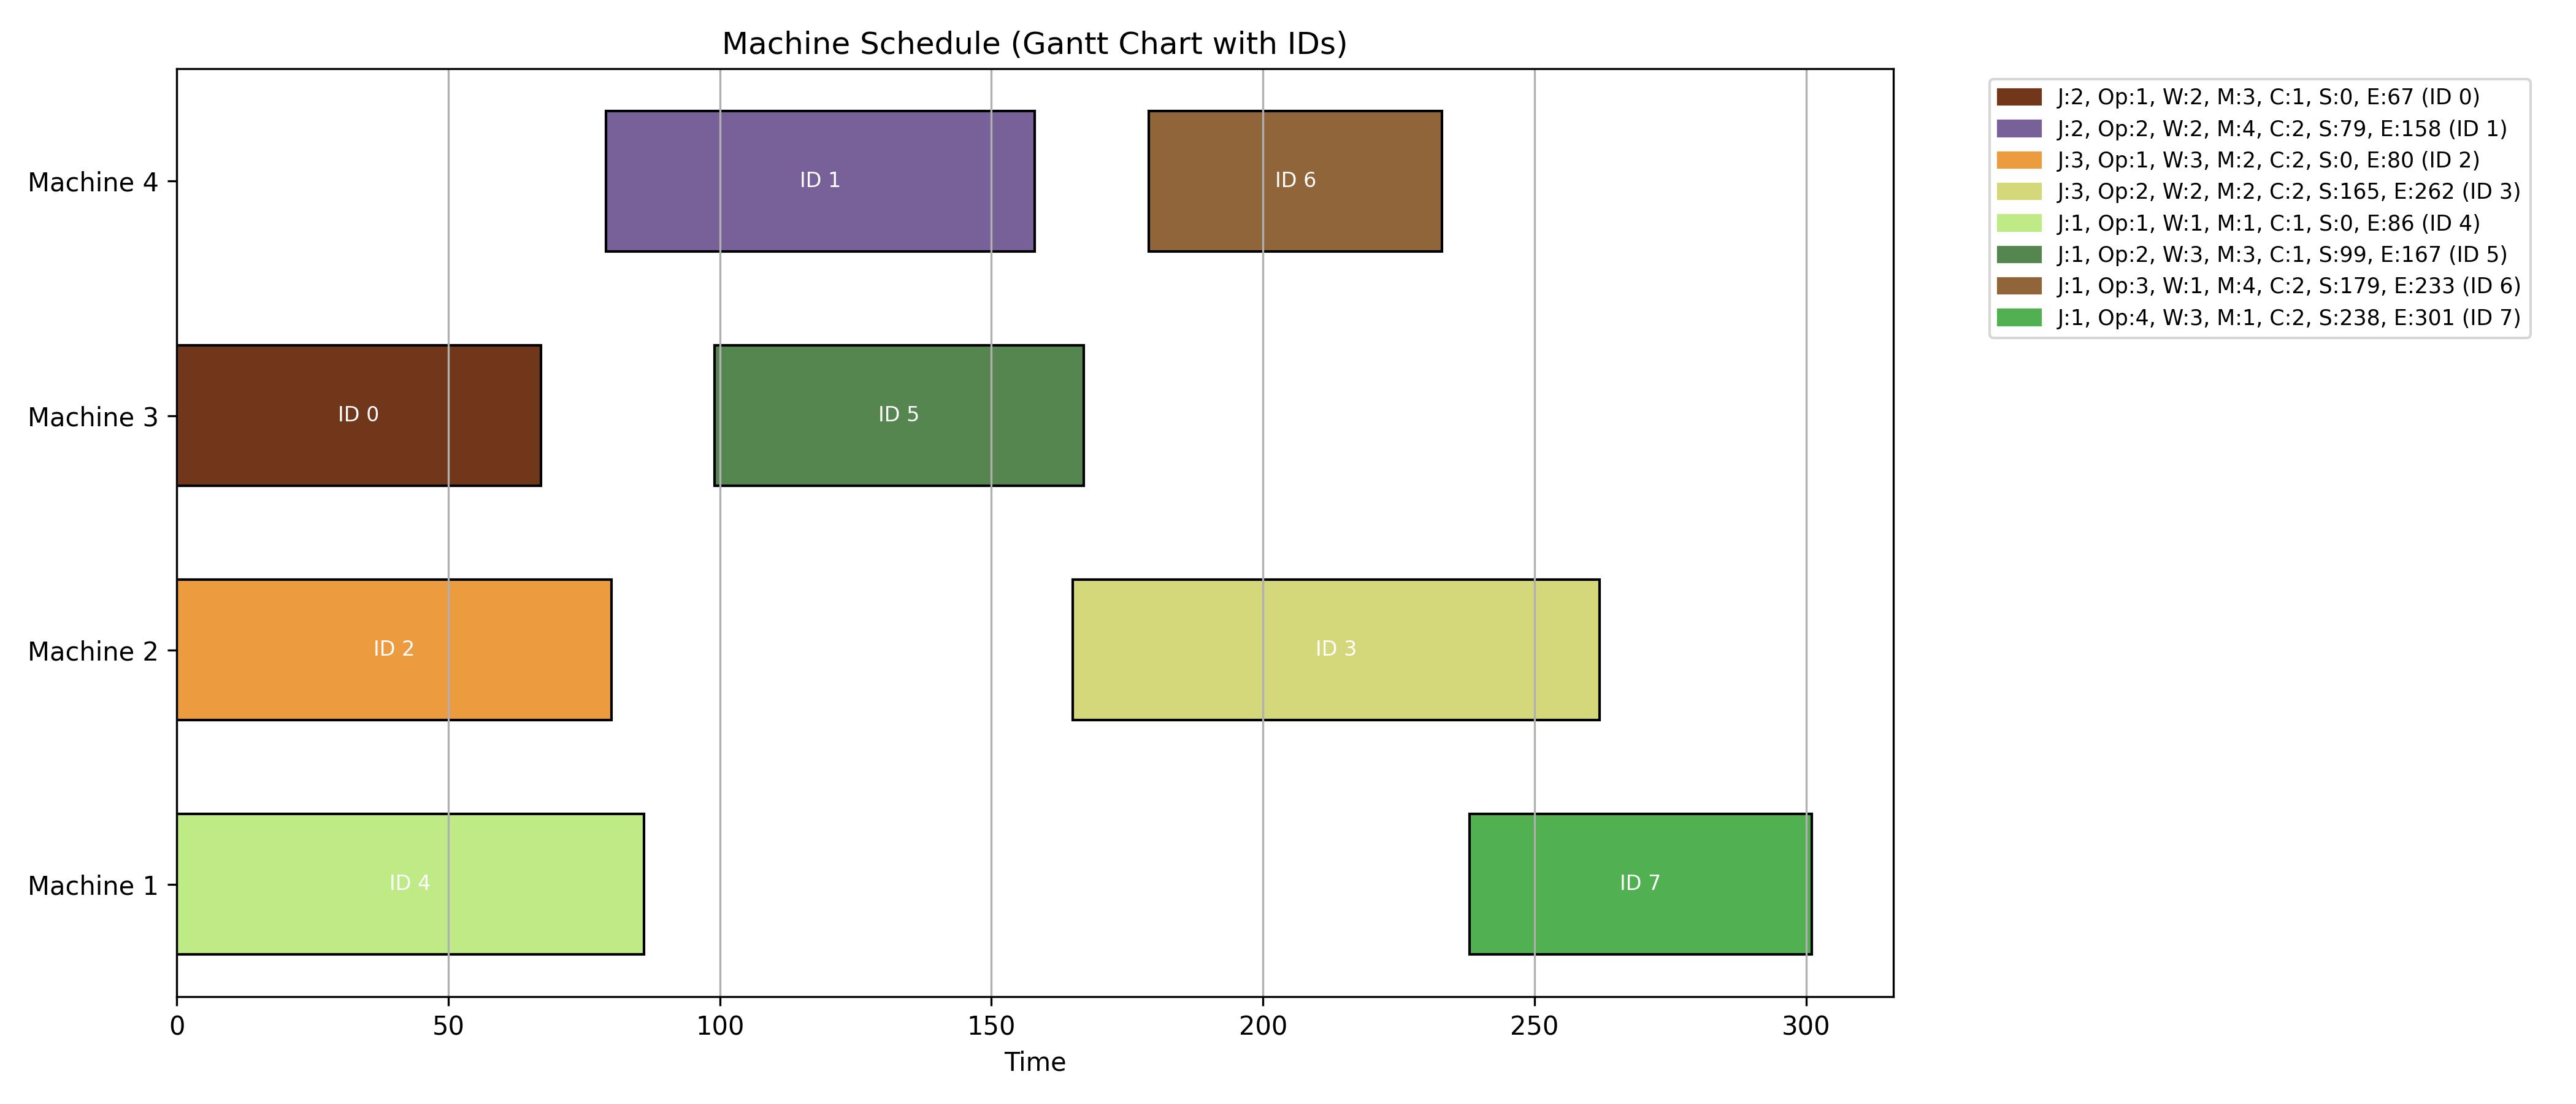 Machine Schedule (Gantt Chart with IDs)
J:2, Op:1, W:2, M:3, C:1, S:0, E:67 (ID 0)
J:2, Op:2, W:2, M:4, C:2, S:79, E:158 (ID 1)
J:3, Op:1, W:3, M:2, C:2, S:0, E:80 (ID 2)
J:3, Op:2, W:2, M:2, C:2, S:165, E:262 (ID 3)
J:1, Op:1, W:1, M:1, C:1, S:0, E:86 (ID 4)
J:1, Op:2, W:3, M:3, C:1, S:99, E:167 (ID 5)
J:1, Op:3, W:1, M:4, C:2, S:179, E:233 (ID 6)
J:1, Op:4, W:3, M:1, C:2, S:238, E:301 (ID 7)
Machine 4
ID 1
ID 6
Machine 3
ID 0
ID 5
Machine 2
ID 2
ID 3
Machine 1
ID 4
ID 7
0 50 100 150 200 250 300
Time